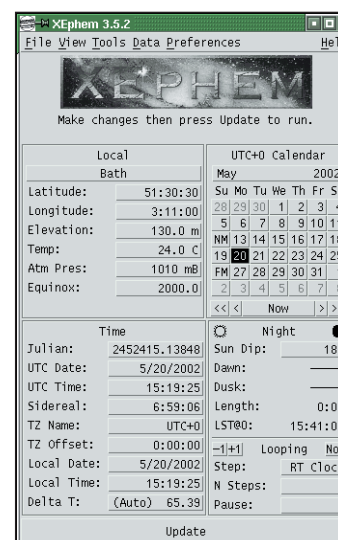 XEphem 3.5.2
File View Tools Data Preferences Hel
XEPHEM
Make changes then press Update to run.
Local
Bath
Latitude: 51:30:30
Longitude: 3:11:00
Elevation: 130.0 m
Temp: 24.0 C
Atm Pres: 1010 mB
Equinox: 2000.0
UTC+0 Calendar
May 2002
Su Mo Tu We Th Fr S
28 29 30 1 2 3 4
5 6 7 8 9 10 11
NM 13 14 15 16 17 18
19 20 21 22 23 24 25
FM 27 28 29 30 31
2 3 4 5 6 7 8
<< < Now > >
Time
Julian: 2452415.13848
UTC Date: 5/20/2002
UTC Time: 15:19:25
Sidereal: 6:59:06
TZ Name: UTC+0
TZ Offset: 0:00:00
Local Date: 5/20/2002
Local Time: 15:19:25
Delta T: (Auto) 65.39
Night
Sun Dip: 18
Dawn: -----
Dusk: -----
Length: 0:0
LST@0: 15:41:0
-1 +1 Looping No
Step: RT Cloc
N Steps:
Pause:
Update